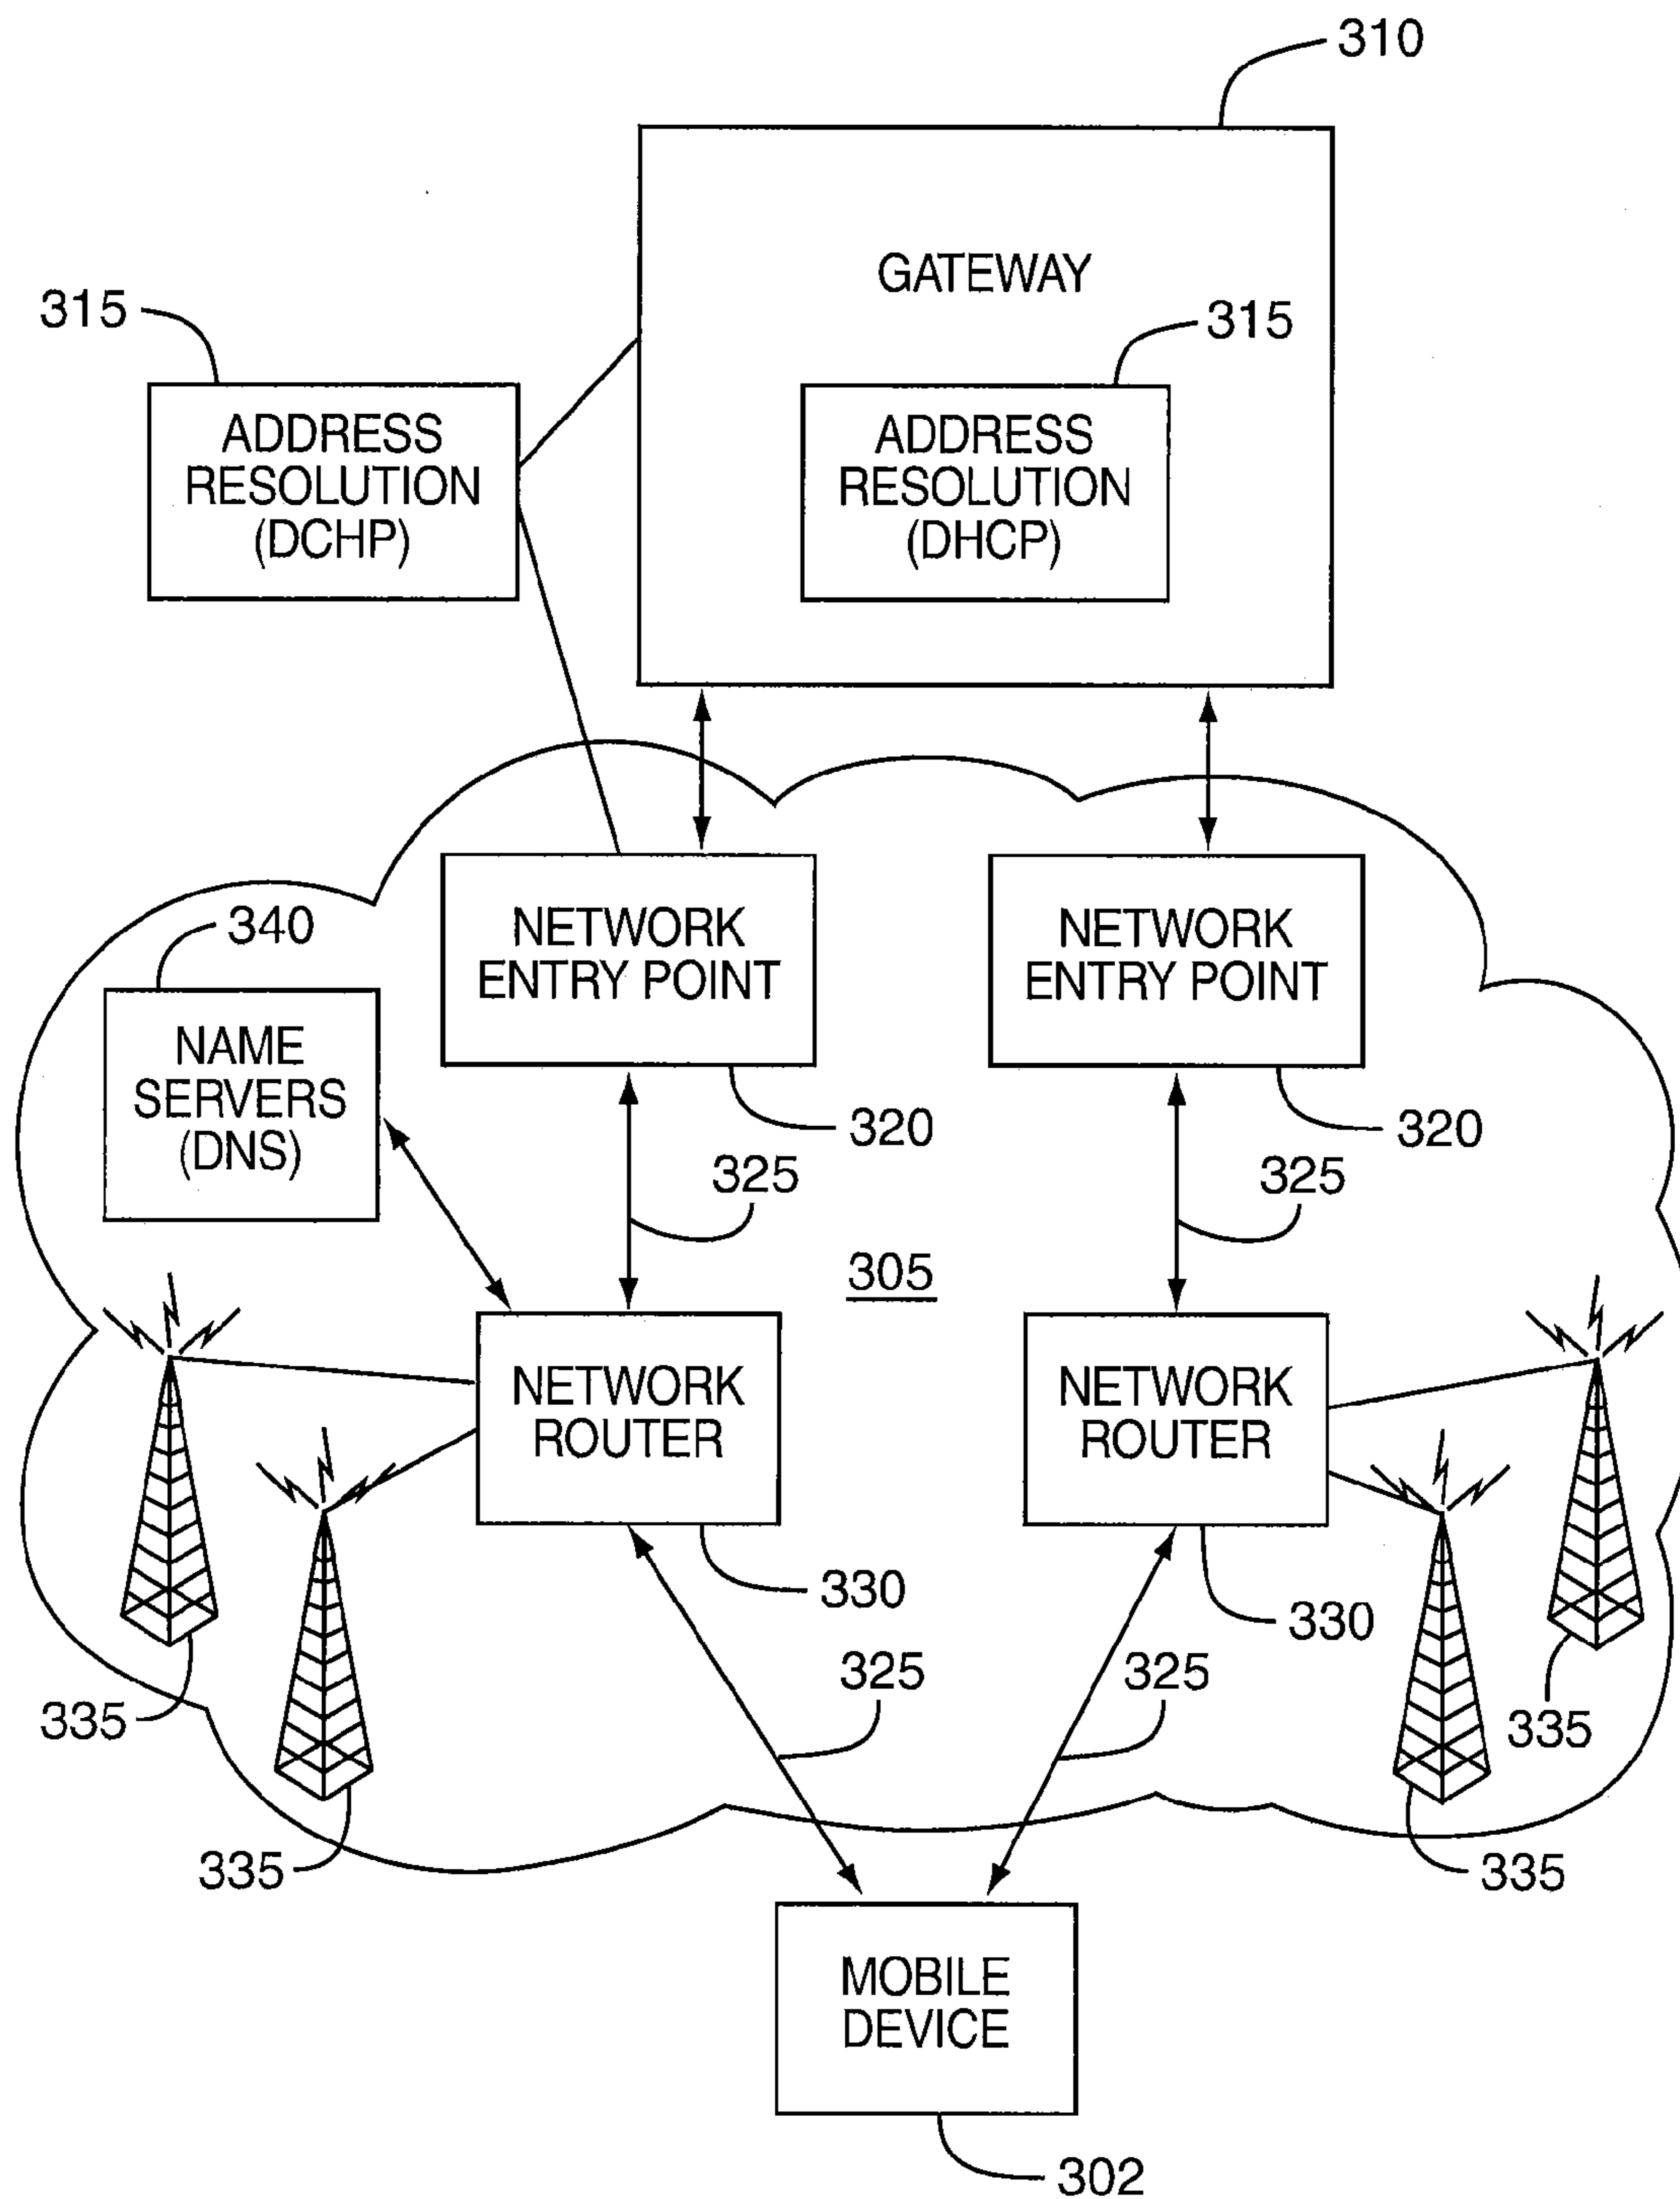 310
GATEWAY
315
315
ADDRESS
RESOLUTION
(DCHP)
ADDRESS
RESOLUTION
(DHCP)
340
NETWORK
ENTRY POINT
NETWORK
ENTRY POINT
NAME
SERVERS
(DNS)
320
320
325
325
305
NETWORK
ROUTER
NETWORK
ROUTER
330
330
325
325
335
335
335
335
MOBILE
DEVICE
302